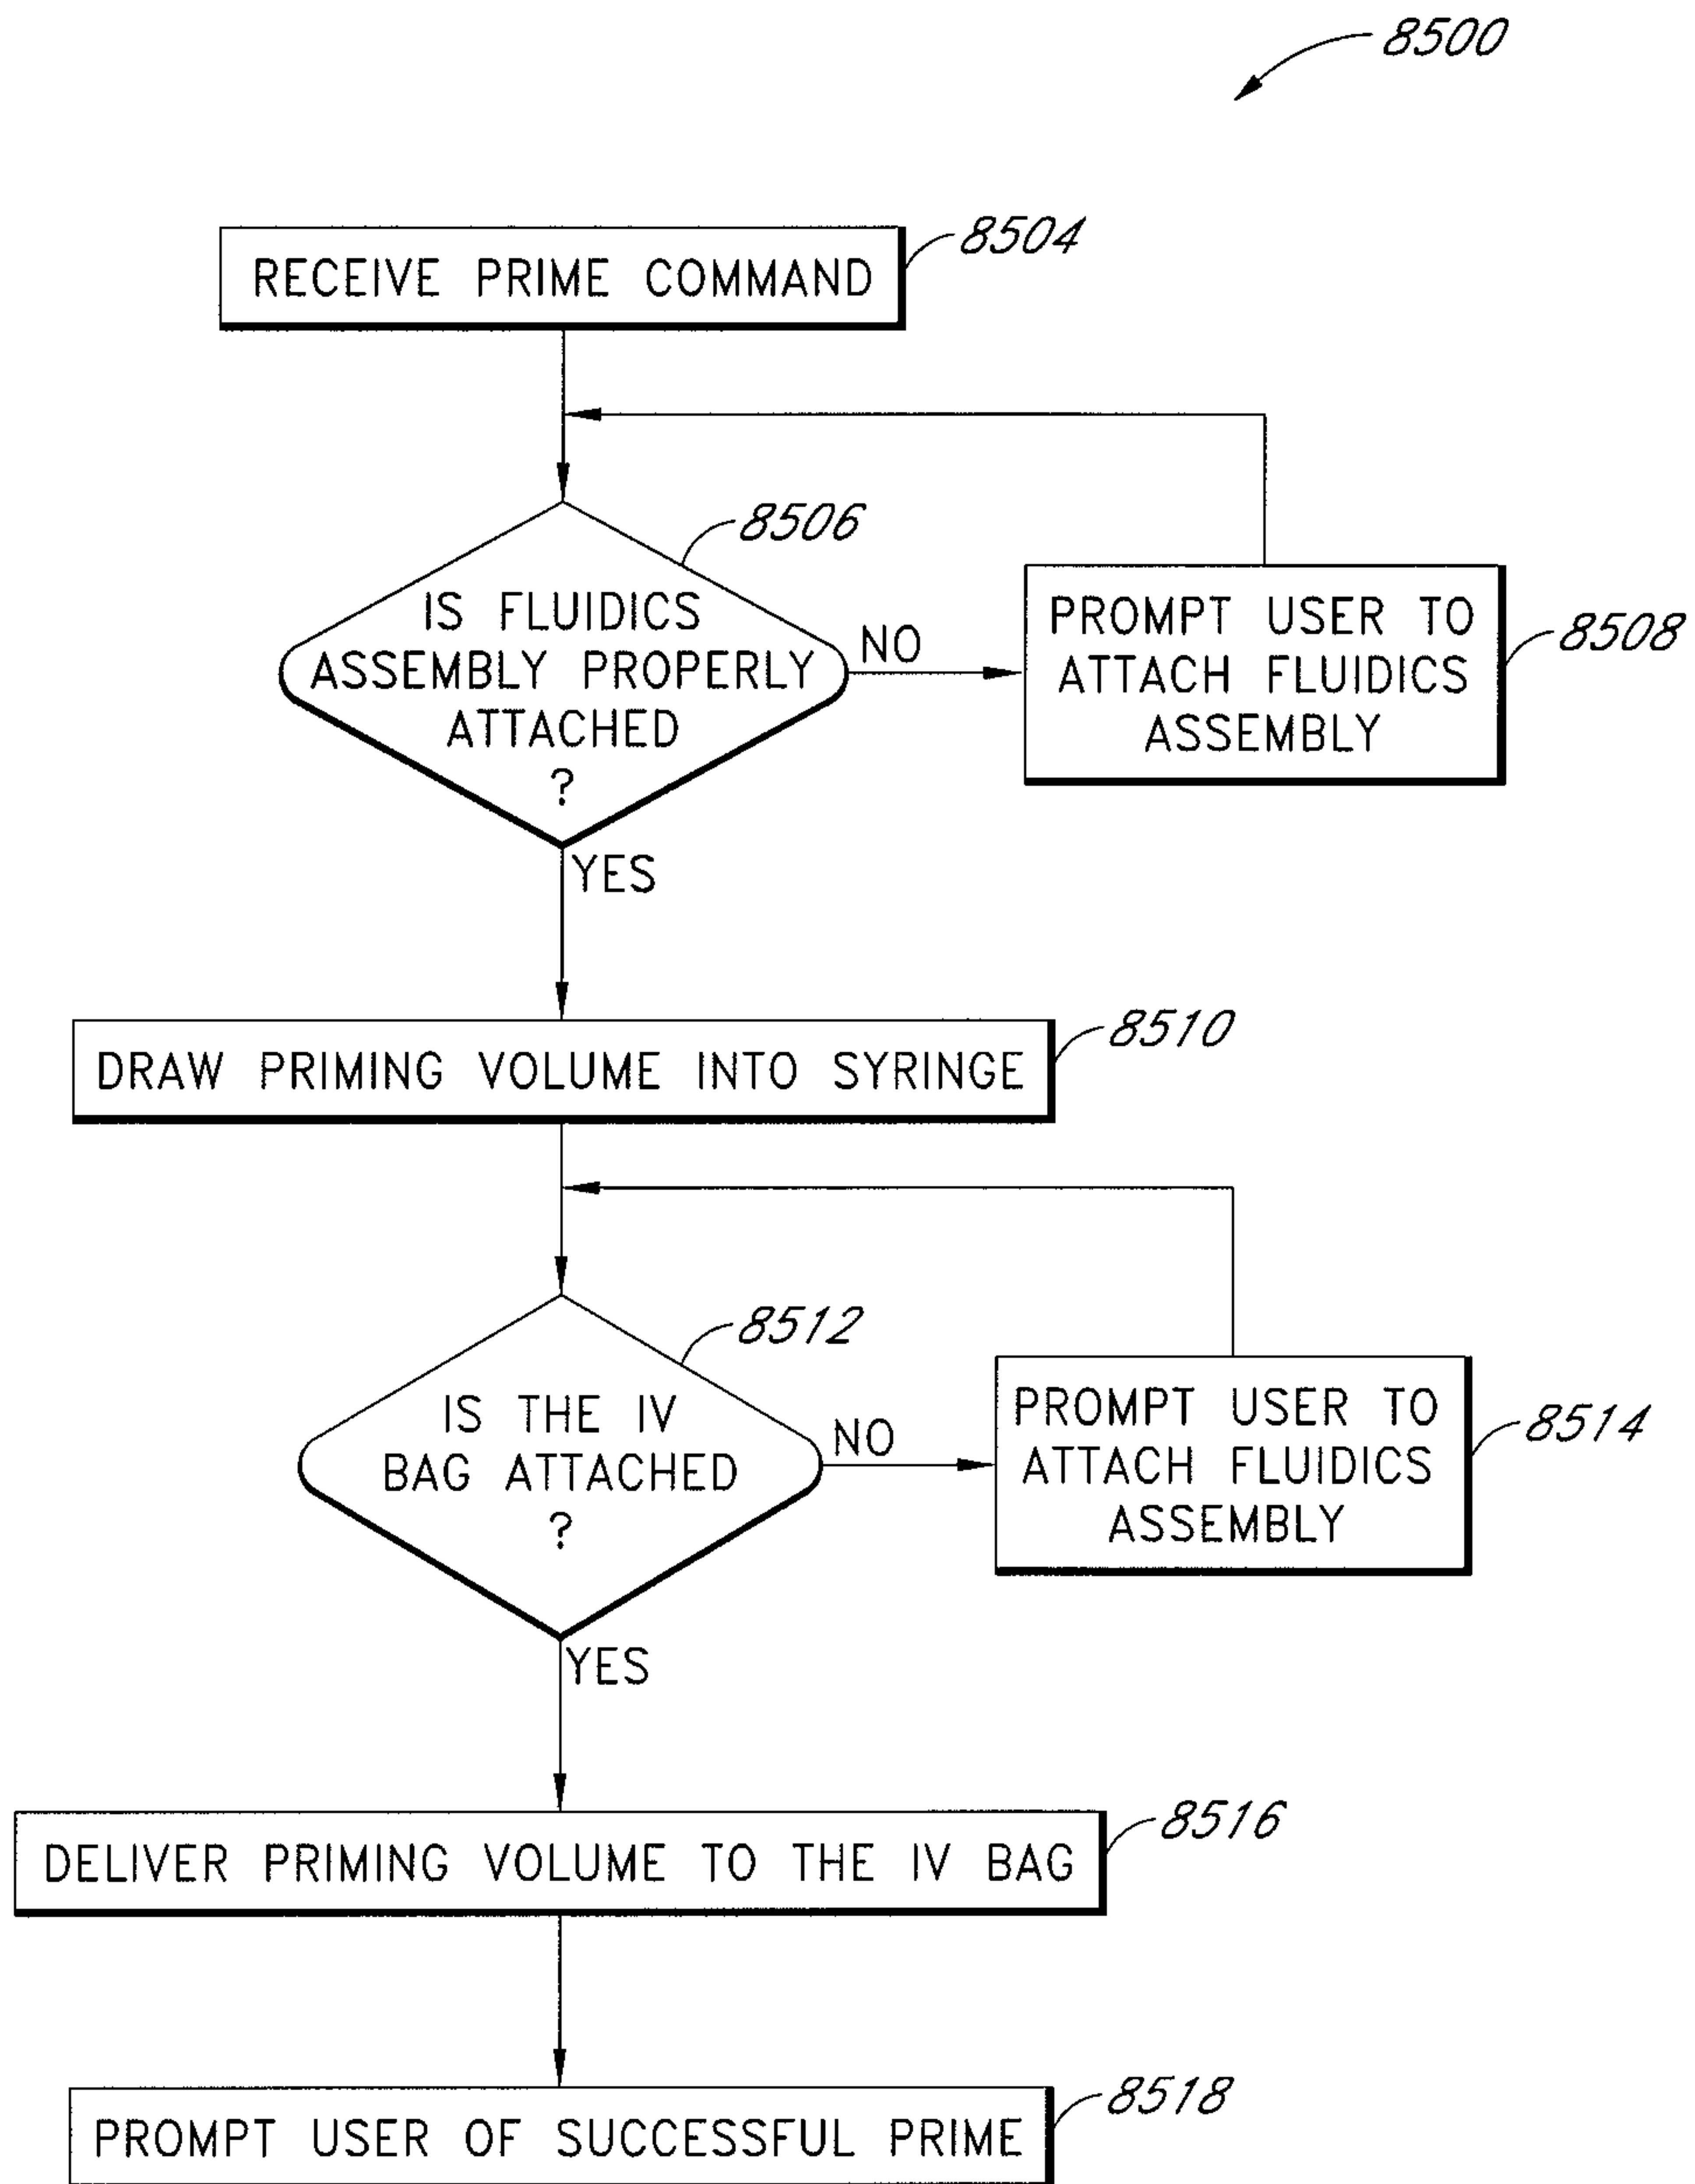 8500
8504
RECEIVE PRIME COMMAND
8506
IS FLUIDICS
ASSEMBLY PROPERLY
ATTACHED
?
NO
PROMPT USER TO
ATTACH FLUIDICS
ASSEMBLY
8508
YES
8510
DRAW PRIMING VOLUME INTO SYRINGE
8512
IS THE IV
BAG ATTACHED
?
NO
PROMPT USER TO
ATTACH FLUIDICS
ASSEMBLY
8514
YES
8516
DELIVER PRIMING VOLUME TO THE IV BAG
8518
PROMPT USER OF SUCCESSFUL PRIME